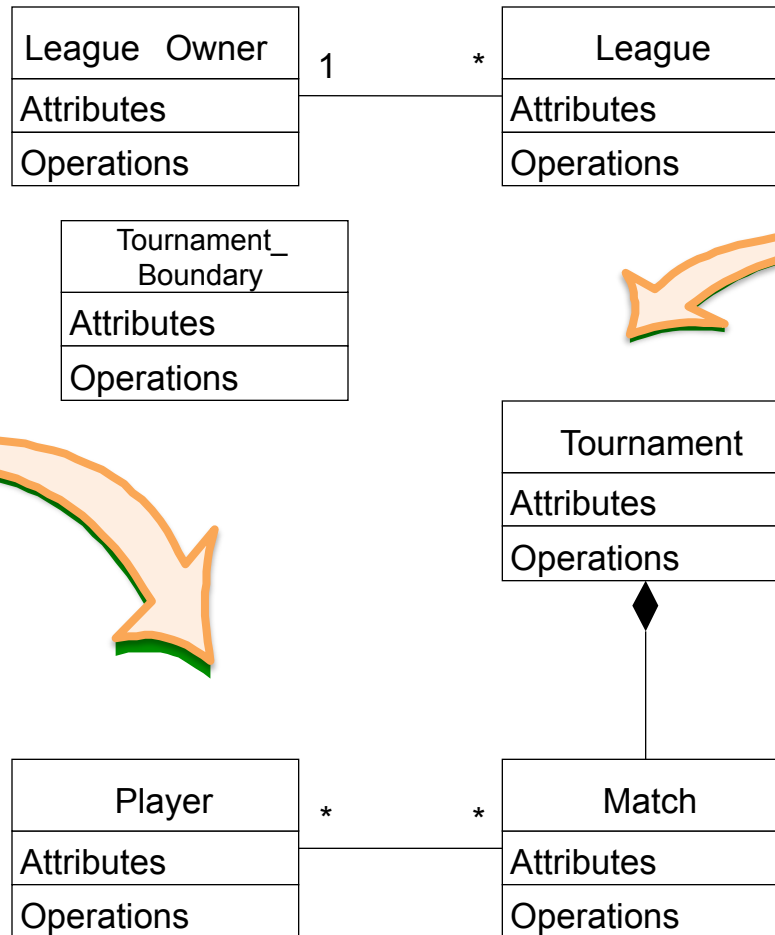 League Owner
Attributes
Operations
1
*
League
Attributes
Operations
Tournament_
Boundary
Attributes
Operations
Tournament
Attributes
Operations
Player
Attributes
Operations
*
*
Match
Attributes
Operations